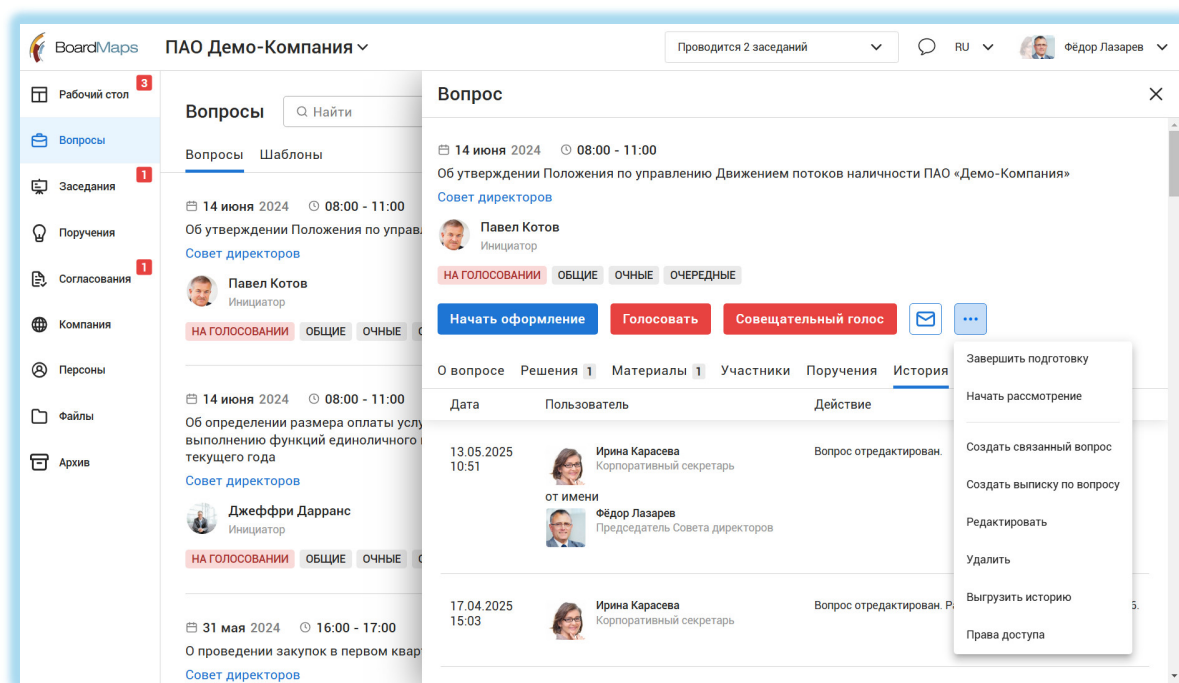 BoardMaps
ПАО Демо-Компания
Проводится 2 заседаний
RU
Фёдор Лазарев
Рабочий стол
3
Вопросы
Заседания
1
Поручения
Согласования
1
Компания
Персоны
Файлы
Архив
Вопросы
Найти
Вопросы Шаблоны
14 июня 2024 08:00 - 11:00
Об утверждении Положения по управ
Совет директоров
Павел Котов
Инициатор
НА ГОЛОСОВАНИИ ОБЩИЕ ОЧНЫЕ
14 июня 2024 08:00 - 11:00
Об определении размера оплаты услу
выполнению функций единоличного
текущего года
Совет директоров
Джеффри Дарранс
Инициатор
НА ГОЛОСОВАНИИ ОБЩИЕ ОЧНЫЕ
31 мая 2024 16:00 - 17:00
О проведении закупок в первом квар
Совет директоров
Вопрос
14 июня 2024 08:00 - 11:00
Об утверждении Положения по управлению Движением потоков наличности ПАО «Демо-Компания»
Совет директоров
Павел Котов
Инициатор
НА ГОЛОСОВАНИИ ОБЩИЕ ОЧНЫЕ ОЧЕРЕДНЫЕ
Начать оформление Голосовать Совещательный голос
О вопросе Решения 1 Материалы 1 Участники Поручения История
Дата Пользователь Действие
13.05.2025
10:51
Ирина Карасева
Корпоративный секретарь
от имени
Фёдор Лазарев
Председатель Совета директоров
Вопрос отредактирован.
17.04.2025
15:03
Ирина Карасева
Корпоративный секретарь
Вопрос отредактирован.
Завершить подготовку
Начать рассмотрение
Создать связанный вопрос
Создать выписку по вопросу
Редактировать
Удалить
Выгрузить историю
Права доступа